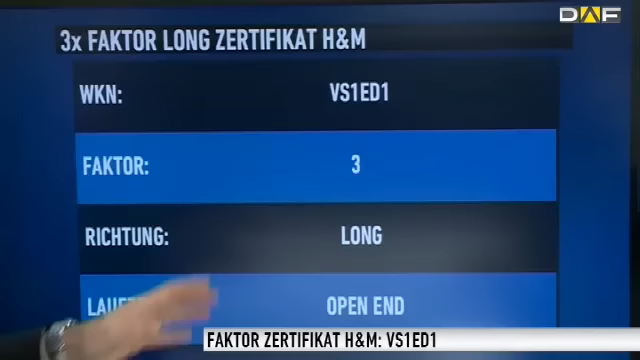 DAF
3x FAKTOR LONG ZERTIFIKAT H&M
WKN: VS1ED1
FAKTOR: 3
RICHTUNG: LONG
OPEN END
FAKTOR ZERTIFIKAT H&M: VS1ED1